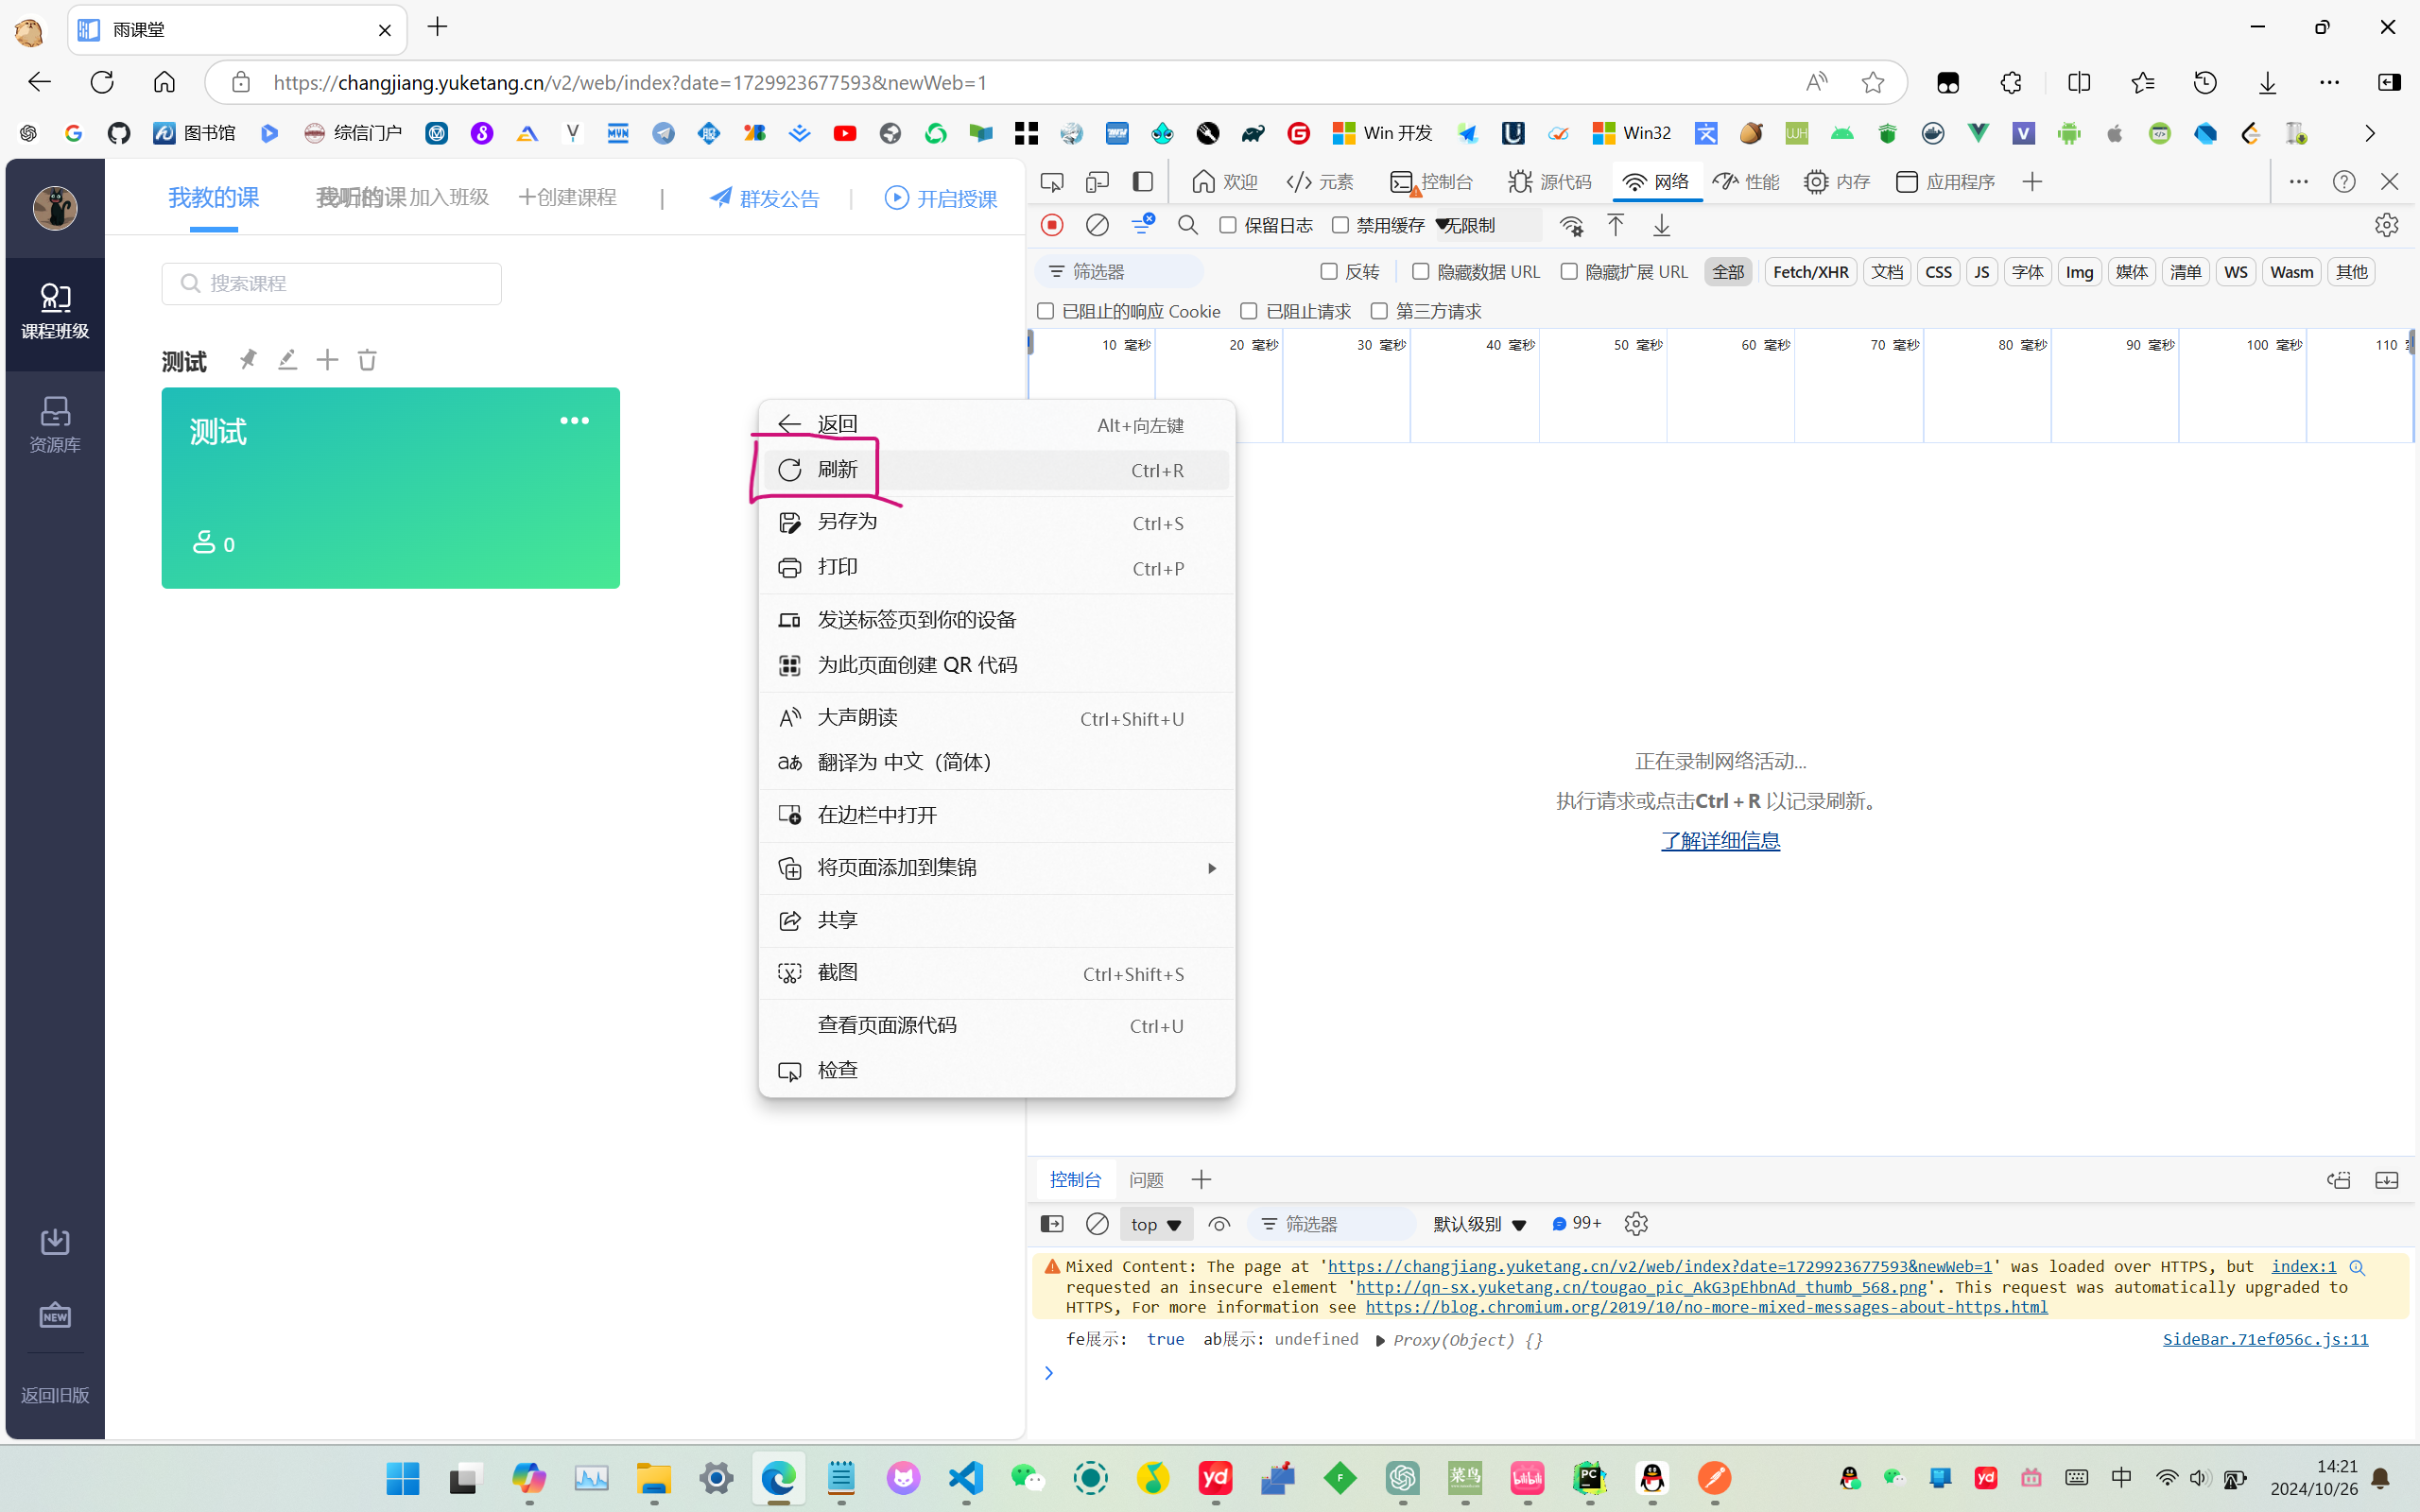 雨课堂
https://changjiang.yuketang.cn/v2/web/index?date=1729923677593&newWeb=1
图书馆
综信门户
Win 开发
Win32
我教的课 我听的课 加入班级 +创建课程 | 群发公告 | 开启授课
欢迎 元素 控制台 源代码 网络 性能 内存 应用程序
保留日志 禁用缓存 无限制
筛选器 反转 隐藏数据 URL 隐藏扩展 URL 全部 Fetch/XHR 文档 CSS JS 字体 Img 媒体 清单 WS Wasm 其他
已阻止的响应 Cookie 已阻止请求 第三方请求
10 毫秒 20 毫秒 30 毫秒 40 毫秒 50 毫秒 60 毫秒 70 毫秒 80 毫秒 90 毫秒 100 毫秒 110
课程班级
资源库
搜索课程
测试
测试
0
返回 Alt+向左键
刷新 Ctrl+R
另存为 Ctrl+S
打印 Ctrl+P
发送标签页到你的设备
为此页面创建 QR 代码
大声朗读 Ctrl+Shift+U
翻译为 中文（简体）
在边栏中打开
将页面添加到集锦
共享
截图 Ctrl+Shift+S
查看页面源代码 Ctrl+U
检查
正在录制网络活动...
执行请求或点击Ctrl + R 以记录刷新。
了解详细信息
控制台 问题
top 筛选器 默认级别 99+
Mixed Content: The page at 'https://changjiang.yuketang.cn/v2/web/index?date=1729923677593&newWeb=1' was loaded over HTTPS, but index:1
requested an insecure element 'http://qn-sx.yuketang.cn/tougao_pic_AkG3pEhbnAd_thumb_568.png'. This request was automatically upgraded to
HTTPS, For more information see https://blog.chromium.org/2019/10/no-more-mixed-messages-about-https.html
fe展示: true ab展示: undefined Proxy(Object) {} SideBar.71ef056c.js:11
NEW
返回旧版
中
14:21
2024/10/26